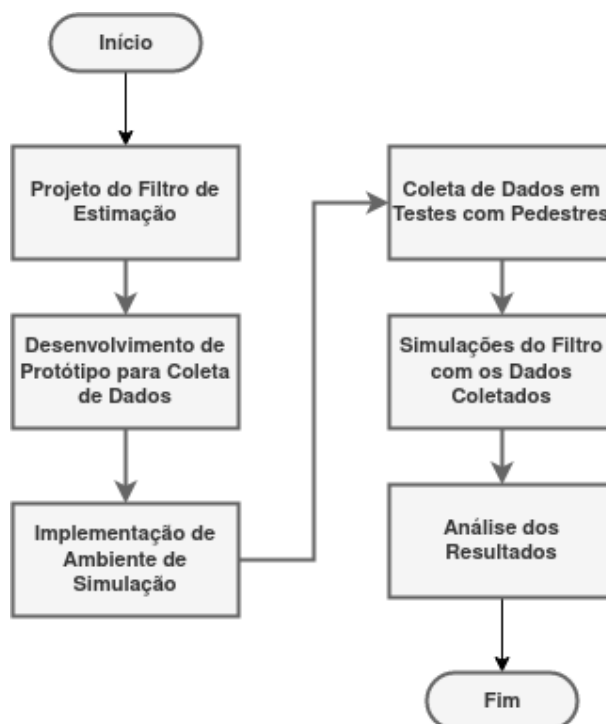 Início
Projeto do Filtro de
Estimação
Desenvolvimento de
Protótipo para Coleta
de Dados
Implementação de
Ambiente de
Simulação
Coleta de Dados em
Testes com Pedestres
Simulações do Filtro
com os Dados
Coletados
Análise dos
Resultados
Fim